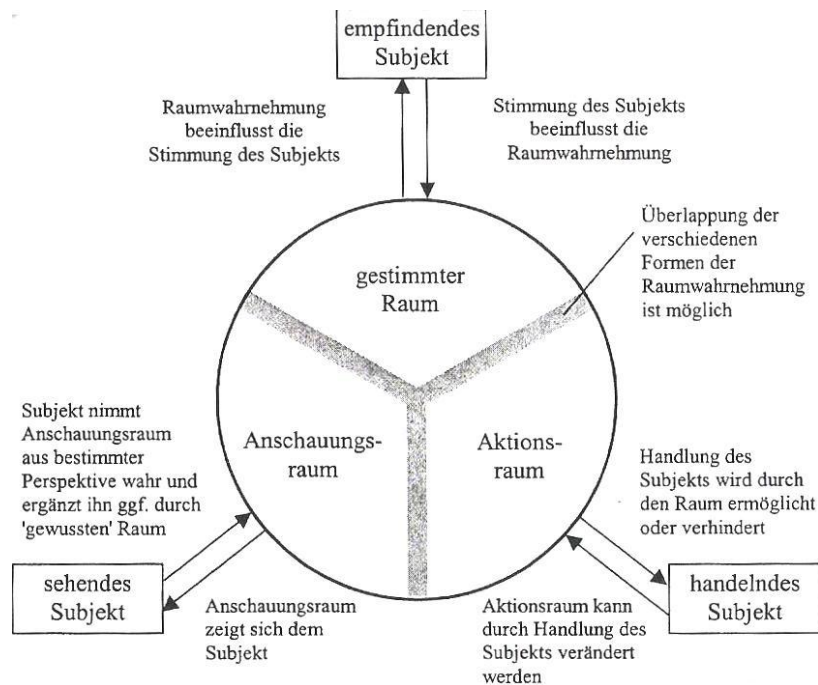 empfindendes
Subjekt
Raumwahrnehmung
beeinflusst die
Stimmung des Subjekts
Stimmung des Subjekts
beeinflusst die
Raumwahrnehmung
Überlappung der
verschiedenen
Formen der
Raumwahrnehmung
ist möglich
gestimmter
Raum
Subjekt nimmt
Anschauungsraum
aus bestimmter
Perspektive wahr und
ergänzt ihn ggf. durch
'gewussten' Raum
Anschauungs-
raum
Aktions-
raum
Handlung des
Subjekts wird durch
den Raum ermöglicht
oder verhindert
sehendes
Subjekt
Anschauungsraum
zeigt sich dem
Subjekt
Aktionsraum kann
durch Handlung des
Subjekts verändert
werden
handelndes
Subjekt